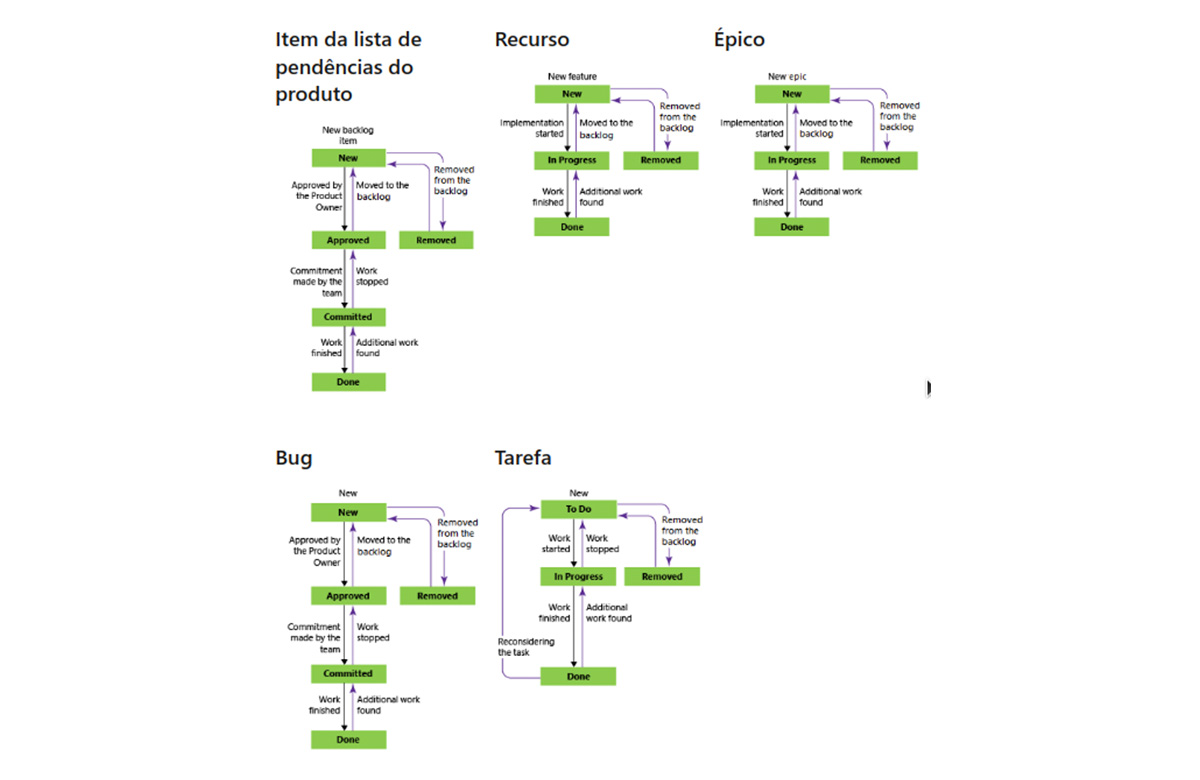 Item da lista de
pendências do
produto
New backlog
item
New
Removed
from the
backlog
Approved by
the Product
Owner
Moved to the
backlog
Approved
Removed
Commitment
made by the
team
Work
stopped
Committed
Work
finished
Additional work
found
Done
Recurso
New feature
New
Removed
from the
backlog
Implementation
started
Moved to the
backlog
In Progress
Removed
Work
finished
Additional work
found
Done
Épico
New epic
New
Removed
from the
backlog
Implementation
started
Moved to the
backlog
In Progress
Removed
Work
finished
Additional work
found
Done
Bug
New
New
Removed
from the
backlog
Approved by
the Product
Owner
Moved to the
backlog
Approved
Removed
Commitment
made by the
team
Work
stopped
Committed
Work
finished
Additional work
found
Done
Tarefa
New
To Do
Removed
from the
backlog
Work
started
Work
stopped
In Progress
Removed
Work
finished
Additional
work found
Reconsidering
the task
Done